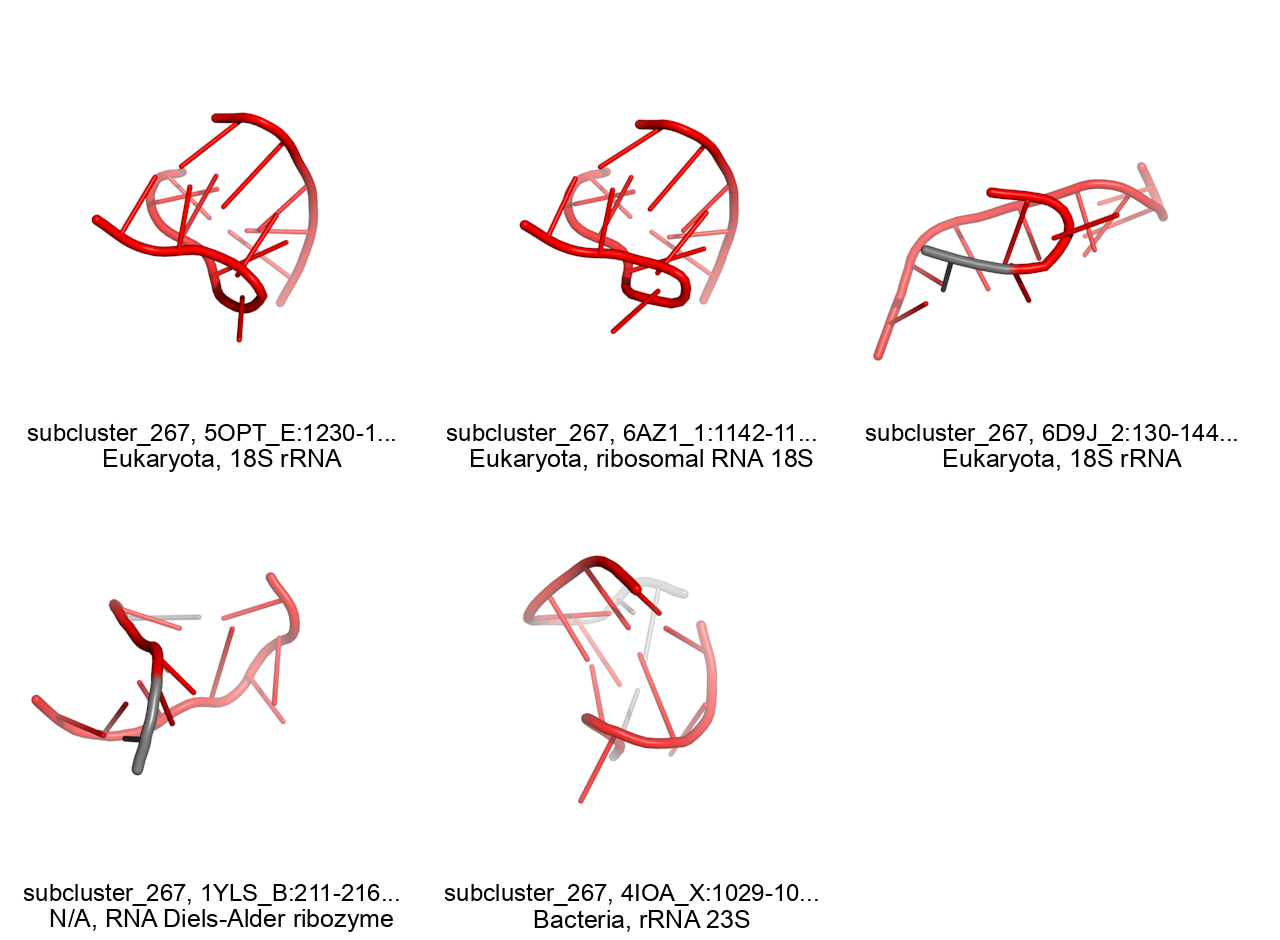 subcluster_267, 5OPT_E:1230-1...
Eukaryota, 18S rRNA
subcluster_267, 6AZ1_1:1142-11...
Eukaryota, ribosomal RNA 18S
subcluster_267, 6D9J_2:130-144...
Eukaryota, 18S rRNA
subcluster_267, 1YLS_B:211-216...
N/A, RNA Diels-Alder ribozyme
subcluster_267, 4IOA_X:1029-10...
Bacteria, rRNA 23S